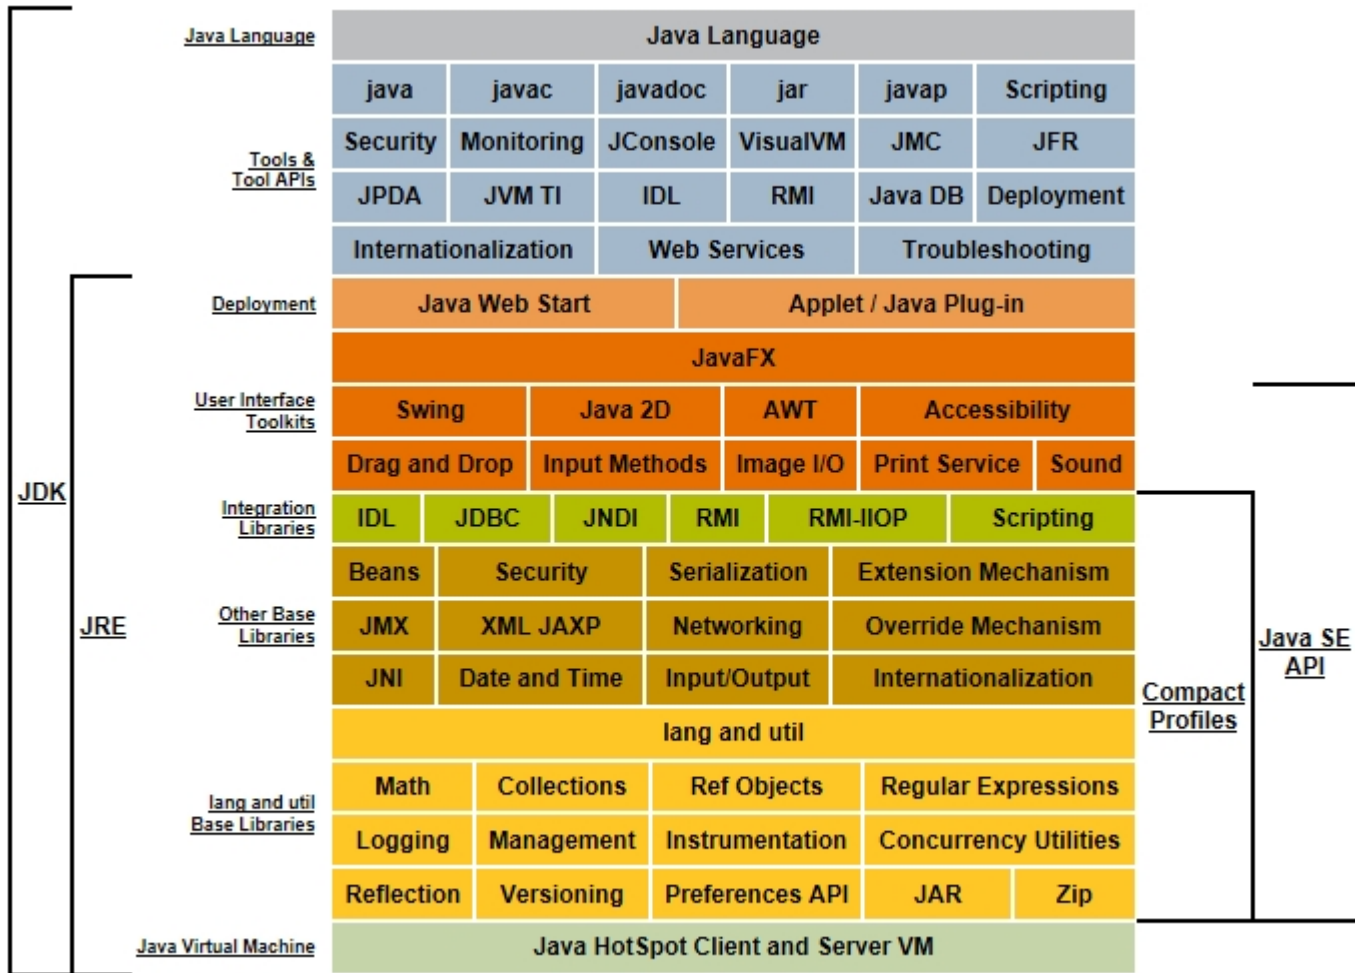 Java Language Java Language
java javac javadoc jar javap Scripting
Security Monitoring JConsole VisualVM JMC JFR
Tools &
Tool APIs
JPDA JVM TI IDL RMI Java DB Deployment
Internationalization Web Services Troubleshooting
Deployment Java Web Start Applet / Java Plug-in
JavaFX
User Interface
Toolkits
Swing Java 2D AWT Accessibility
Drag and Drop Input Methods Image I/O Print Service Sound
JDK
Integration
Libraries
IDL JDBC JNDI RMI RMI-IIOP Scripting
Beans Security Serialization Extension Mechanism
JRE
Other Base
Libraries
JMX XML JAXP Networking Override Mechanism
Java SE
API
JNI Date and Time Input/Output Internationalization
Compact
Profiles
lang and util
lang and util
Base Libraries
Math Collections Ref Objects Regular Expressions
Logging Management Instrumentation Concurrency Utilities
Reflection Versioning Preferences API JAR Zip
Java Virtual Machine Java HotSpot Client and Server VM